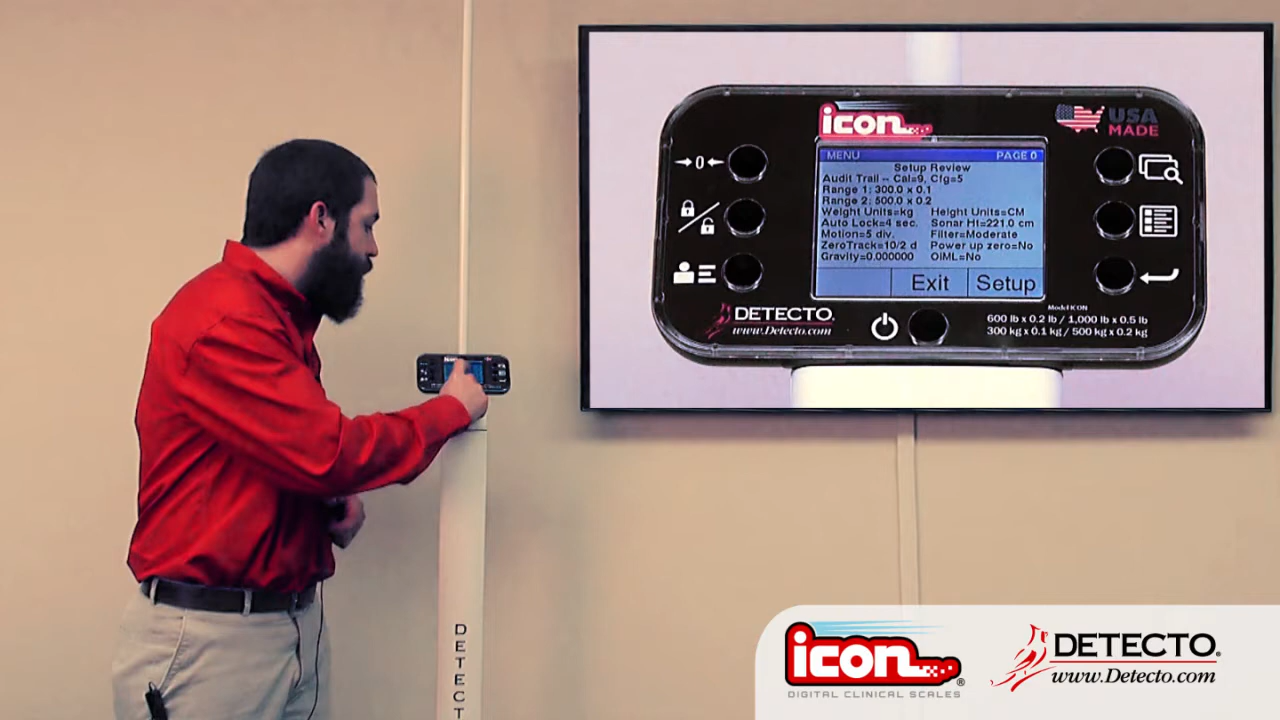 icon
USA
MADE
→0←
MENU PAGE 0
Setup Review
Audit Trail -- Cal=9, Cfg=5
Range 1: 300.0 x 0.1
Range 2: 500.0 x 0.2
Weight Units=kg Height Units=CM
Auto Lock=4 sec. Sonar Ht=221.0 cm
Motion=5 div. Filter=Moderate
ZeroTrack=10/2 d Power up zero=No
Gravity=0.000000 OIML=No
Exit Setup
DETECTO.
www.Detecto.com
Model ICON
600 lb x 0.2 lb / 1,000 lb x 0.5 lb
300 kg x 0.1 kg / 500 kg x 0.2 kg
DETECT
icon®
DIGITAL CLINICAL SCALES
DETECTO®
www.Detecto.com